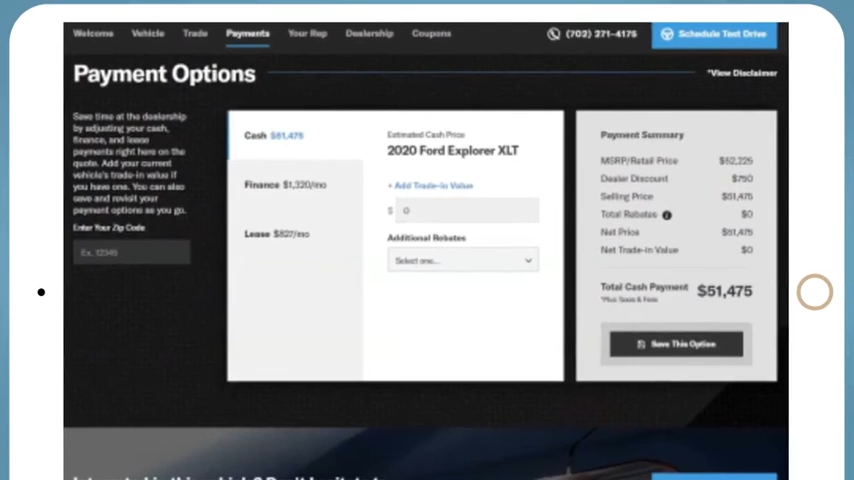 Welcome Vehicle Trade Payments Your Rep Dealership Coupons (702) 271-4175 Schedule Test Drive
Payment Options *View Disclaimer
Save time at the dealership
by adjusting your cash,
finance, and lease
payments right here on the
quote. Add your current
vehicle's trade-in value if
you have one. You can also
save and revisit your
payment options as you go.
Enter Your Zip Code
Ex. 12345
Cash $51,475
Finance $1,320/mo
Lease $827/mo
Estimated Cash Price
2020 Ford Explorer XLT
+ Add Trade-in Value
$ 0
Additional Rebates
Select one...
Payment Summary
MSRP/Retail Price $52,225
Dealer Discount $750
Selling Price $51,475
Total Rebates $0
Net Price $51,475
Net Trade-in Value $0
Total Cash Payment $51,475
*Plus Taxes & Fees
Save This Option